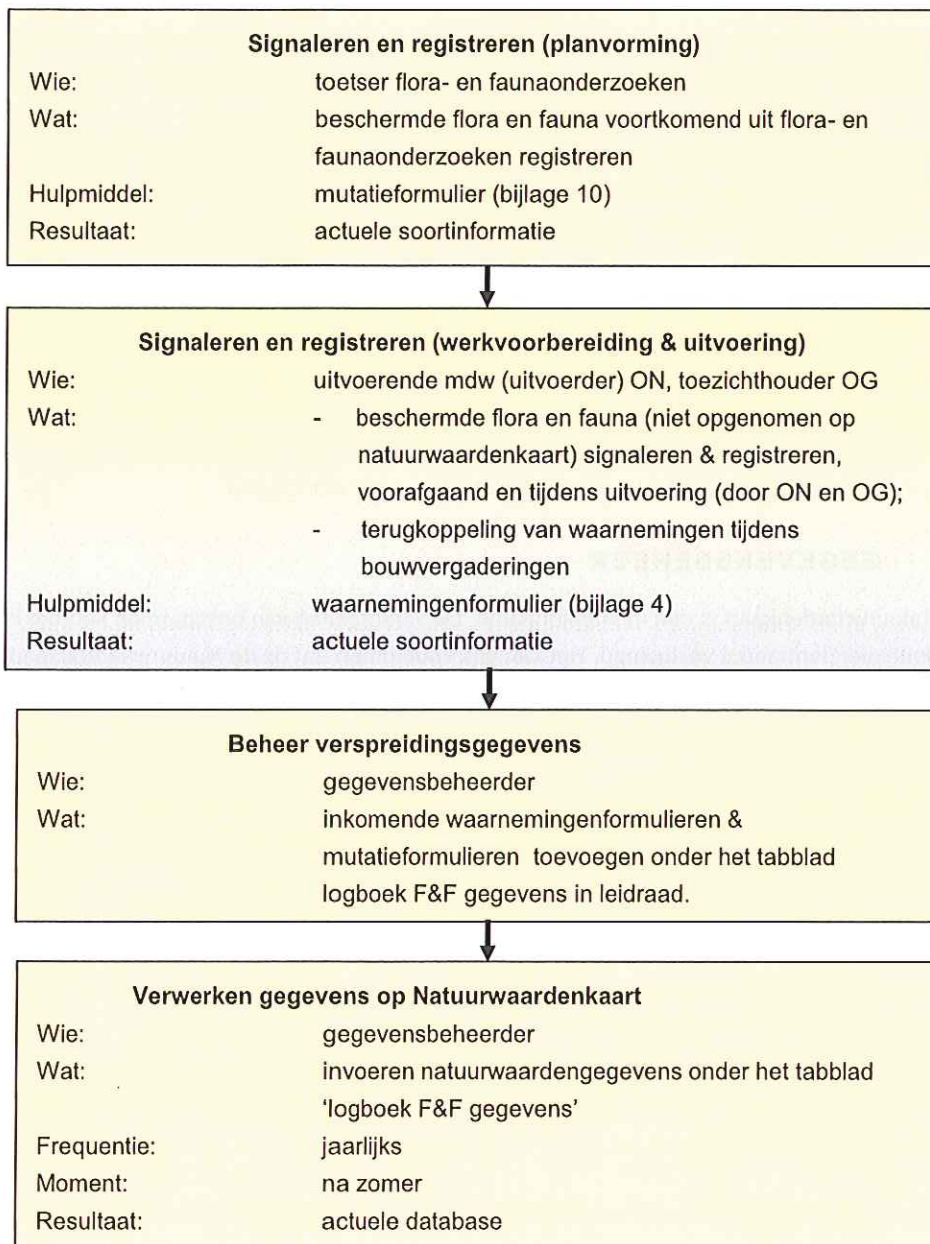 Signaleren en registreren (planvorming)
Wie: toetser flora- en faunaonderzoeken
Wat: beschermde flora en fauna voortkomend uit flora- en
faunaonderzoeken registreren
Hulpmiddel: mutatieformulier (bijlage 10)
Resultaat: actuele soortinformatie
Signaleren en registreren (werkvoorbereiding & uitvoering)
Wie: uitvoerende mdw (uitvoerder) ON, toezichthouder OG
Wat: - beschermde flora en fauna (niet opgenomen op
natuurwaardenkaart) signaleren & registreren,
voorafgaand en tijdens uitvoering (door ON en OG);
- terugkoppeling van waarnemingen tijdens
bouwvergaderingen
Hulpmiddel: waarnemingenformulier (bijlage 4)
Resultaat: actuele soortinformatie
Beheer verspreidingsgegevens
Wie: gegevensbeheerder
Wat: inkomende waarnemingenformulieren &
mutatieformulieren toevoegen onder het tabblad
logboek F&F gegevens in leidraad.
Verwerken gegevens op Natuurwaardenkaart
Wie: gegevensbeheerder
Wat: invoeren natuurwaardengegevens onder het tabblad
‘logboek F&F gegevens’
Frequentie: jaarlijks
Moment: na zomer
Resultaat: actuele database